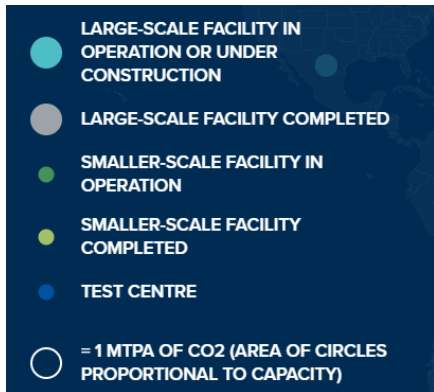 LARGE-SCALE FACILITY IN
OPERATION OR UNDER
CONSTRUCTION
LARGE-SCALE FACILITY COMPLETED
SMALLER-SCALE FACILITY IN
OPERATION
SMALLER-SCALE FACILITY
COMPLETED
TEST CENTRE
= 1 MTPA OF CO2 (AREA OF CIRCLES
PROPORTIONAL TO CAPACITY)